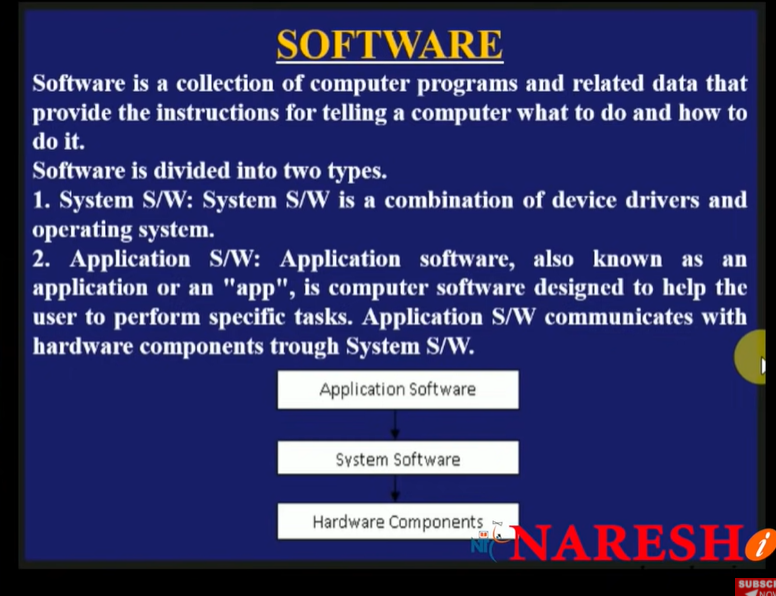 SOFTWARE
Software is a collection of computer programs and related data that
provide the instructions for telling a computer what to do and how to
do it.
Software is divided into two types.
1. System S/W: System S/W is a combination of device drivers and
operating system.
2. Application S/W: Application software, also known as an
application or an "app", is computer software designed to help the
user to perform specific tasks. Application S/W communicates with
hardware components trough System S/W.
Application Software
System Software
Hardware Components
NARESH i
SUBSC
NOW